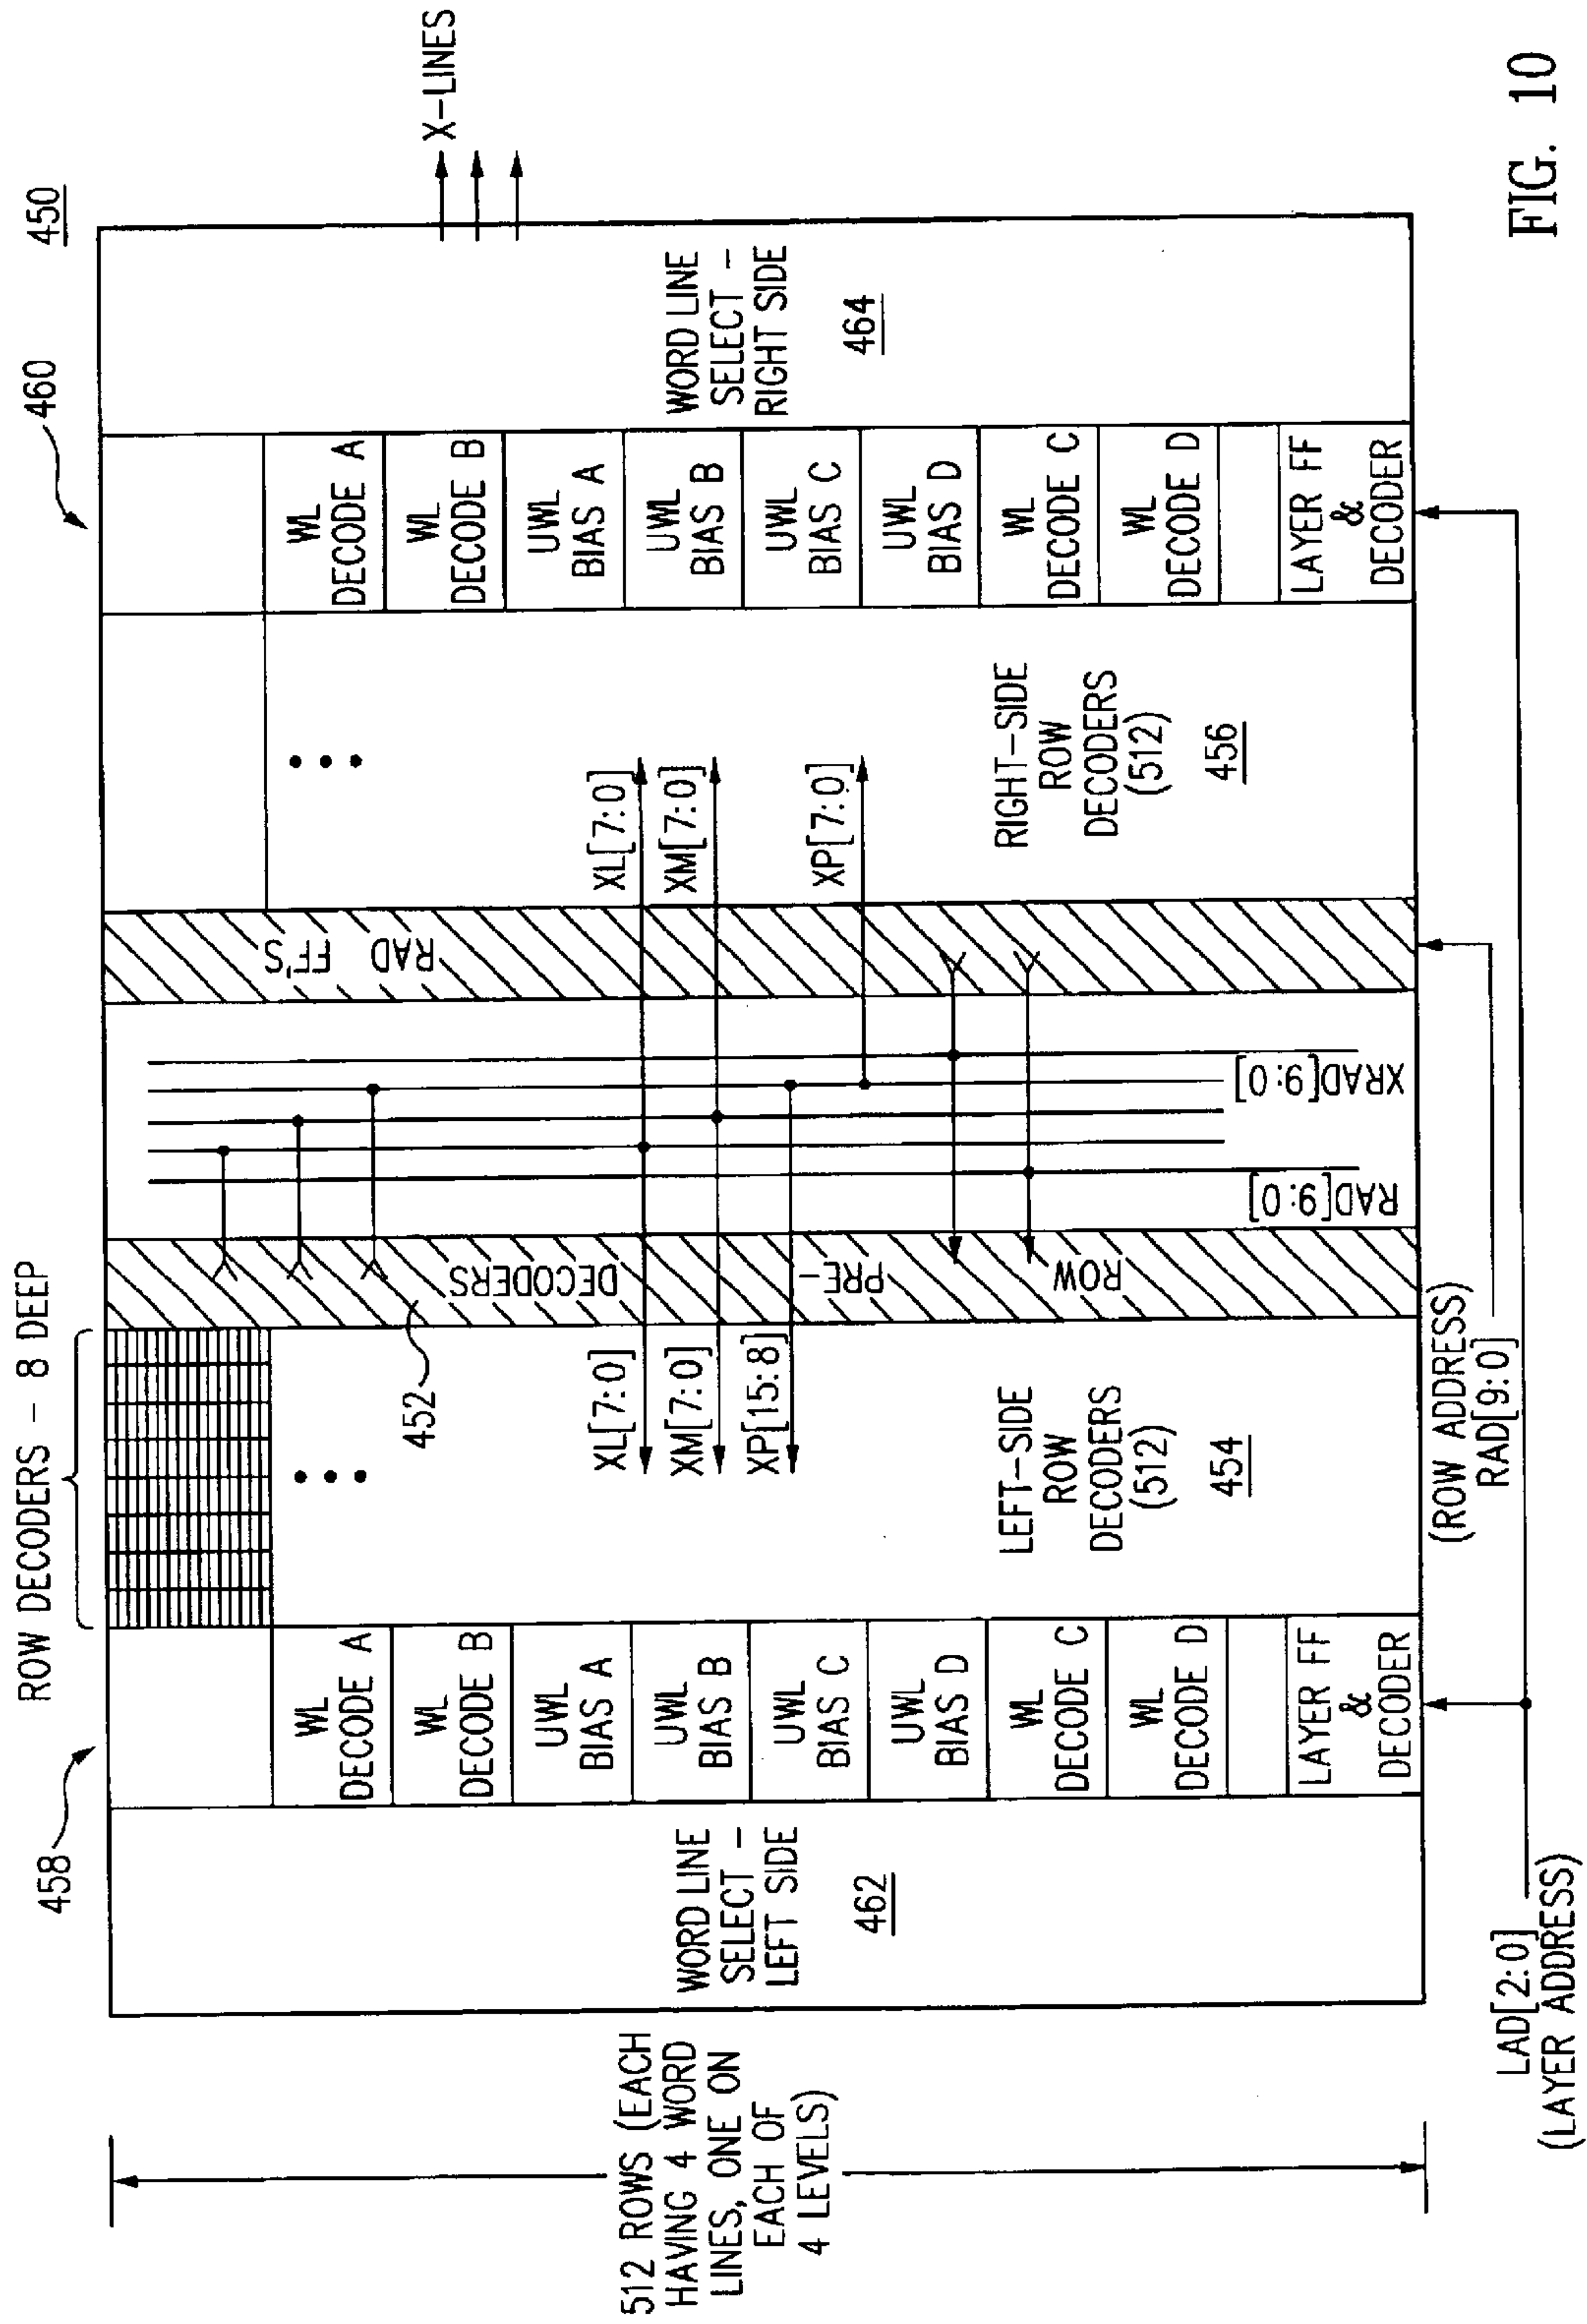 450
460
458
ROW DECODERS – 8 DEEP
X–LINES
512 ROWS (EACH
HAVING 4 WORD
LINES, ONE ON
EACH OF
4 LEVELS)
WORD LINE
SELECT –
LEFT SIDE
462
WL
DECODE A
WL
DECODE B
UWL
BIAS A
UWL
BIAS B
UWL
BIAS C
UWL
BIAS D
WL
DECODE C
WL
DECODE D
LAYER FF
&
DECODER
452
XL[7:0]
XM[7:0]
XP[15:8]
LEFT–SIDE
ROW
DECODERS
(512)
454
ROW
PRE–
DECODERS
RAD[9:0]
XRAD[9:0]
RAD FF'S
XL[7:0]
XM[7:0]
XP[7:0]
RIGHT–SIDE
ROW
DECODERS
(512)
456
WL
DECODE A
WL
DECODE B
UWL
BIAS A
UWL
BIAS B
UWL
BIAS C
UWL
BIAS D
WL
DECODE C
WL
DECODE D
LAYER FF
&
DECODER
WORD LINE
SELECT –
RIGHT SIDE
464
LAD[2:0]
(LAYER ADDRESS)
(ROW ADDRESS)
RAD[9:0]
FIG. 10